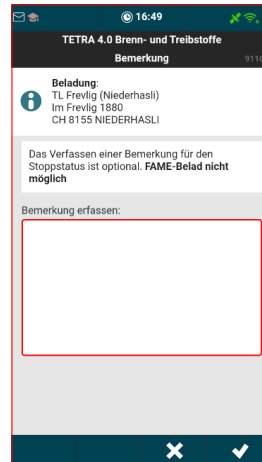 16:49
TETRA 4.0 Brenn- und Treibstoffe
Bemerkung 9110
Beladung:
TL Frevlig (Niederhasli)
Im Frevlig 1880
CH 8155 NIEDERHASLI
Das Verfassen einer Bemerkung für den
Stoppstatus ist optional. FAME-Belad nicht
möglich
Bemerkung erfassen: